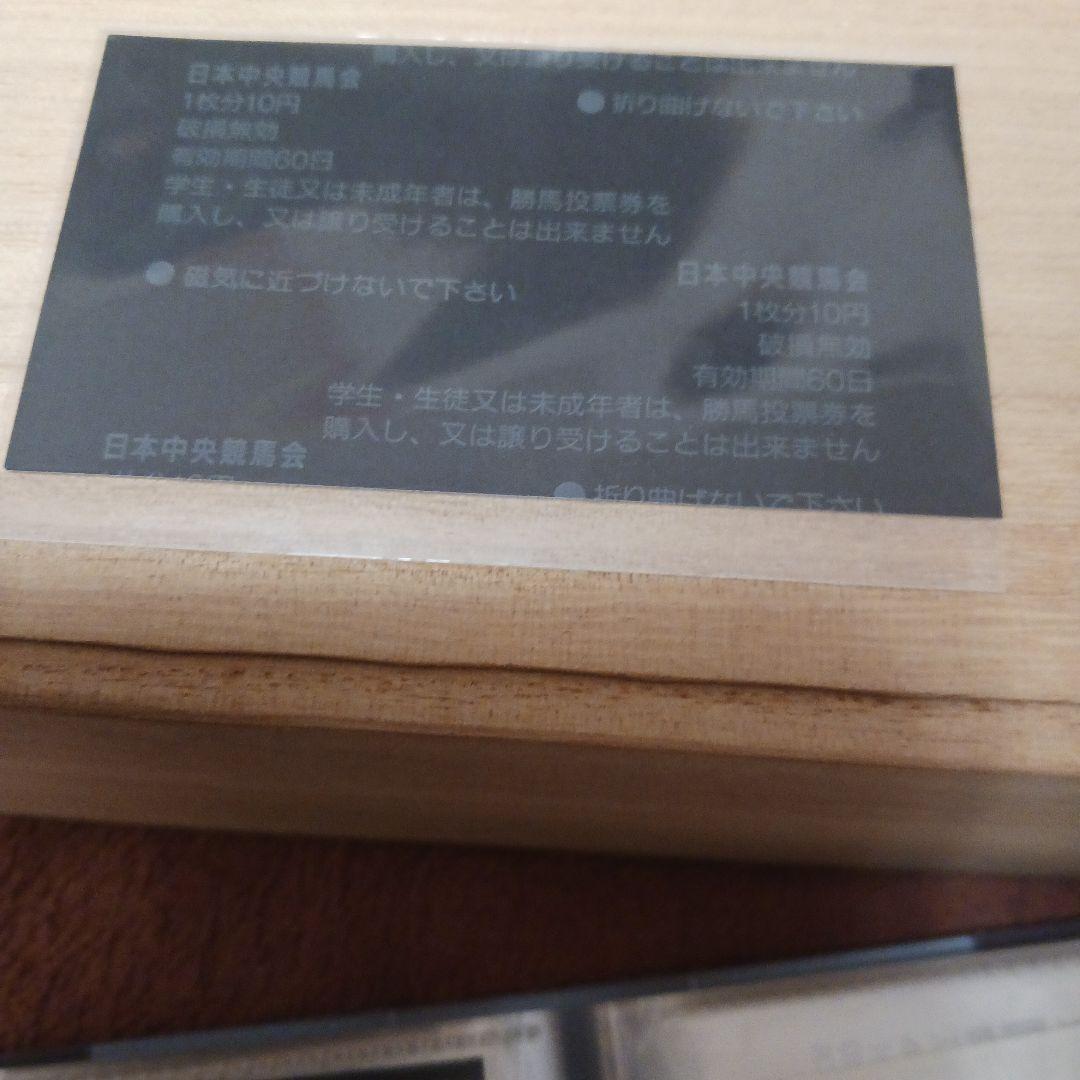 購入し、又は譲り受けることは出来ません
日本中央競馬会
1枚分10円
破損無効
有効期間60日
● 折り曲げないで下さい
学生・生徒又は未成年者は、勝馬投票券を
購入し、又は譲り受けることは出来ません
● 磁気に近づけないで下さい
日本中央競馬会
1枚分10円
破損無効
有効期間60日
学生・生徒又は未成年者は、勝馬投票券を
購入し、又は譲り受けることは出来ません
日本中央競馬会
● 折り曲げないで下さい